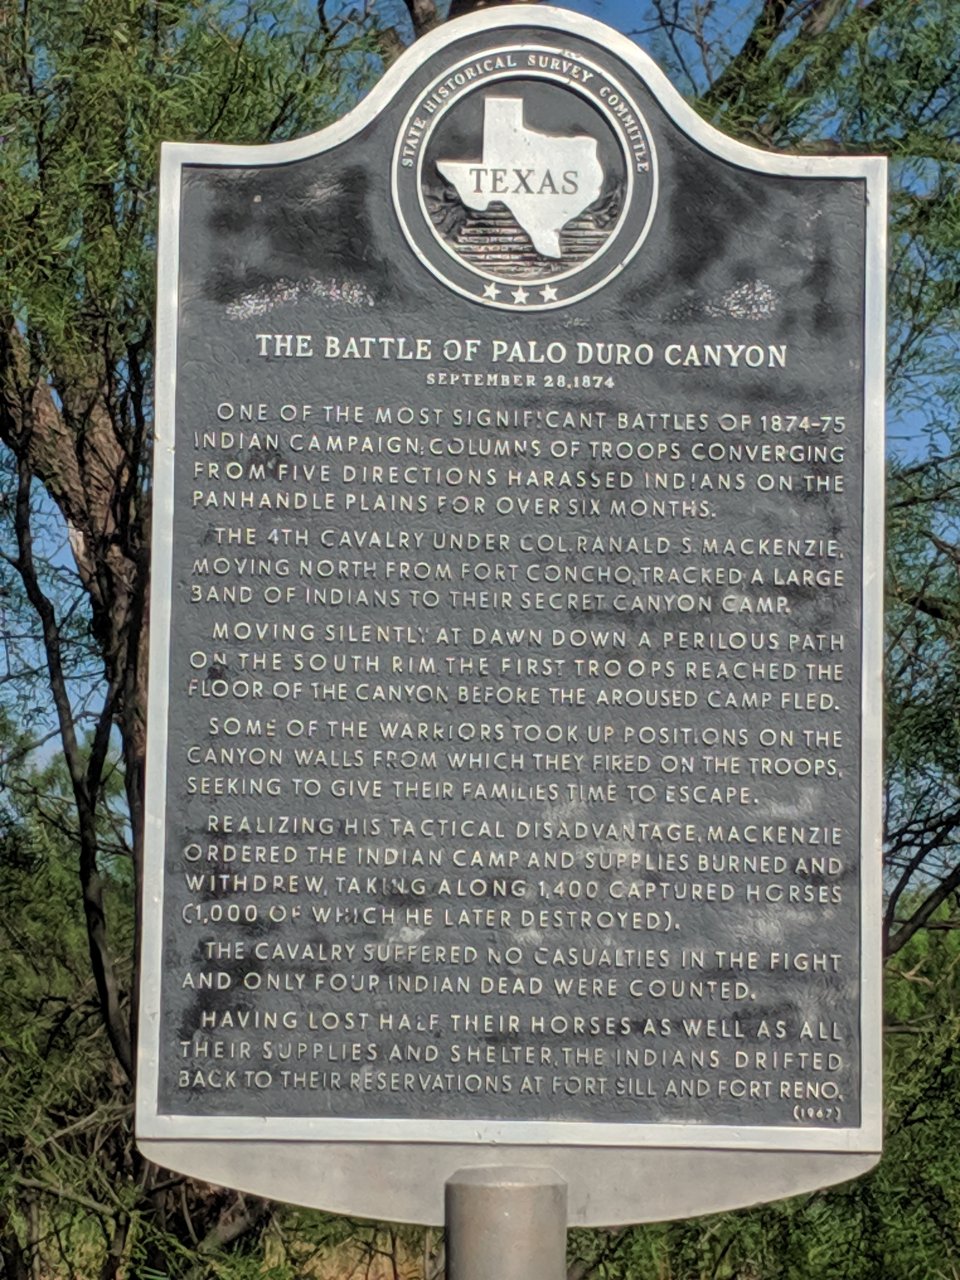 STATE HISTORICAL SURVEY COMMITTEE
TEXAS
THE BATTLE OF PALO DURO CANYON
SEPTEMBER 28, 1874
ONE OF THE MOST SIGNIFICANT BATTLES OF 1874-75
INDIAN CAMPAIGN; COLUMNS OF TROOPS CONVERGING
FROM FIVE DIRECTIONS HARASSED INDIANS ON THE
PANHANDLE PLAINS FOR OVER SIX MONTHS.
THE 4TH CAVALRY UNDER COL. RANALD S. MACKENZIE,
MOVING NORTH FROM FORT CONCHO, TRACKED A LARGE
BAND OF INDIANS TO THEIR SECRET CANYON CAMP.
MOVING SILENTLY AT DAWN DOWN A PERILOUS PATH
ON THE SOUTH RIM, THE FIRST TROOPS REACHED THE
FLOOR OF THE CANYON BEFORE THE AROUSED CAMP FLED.
SOME OF THE WARRIORS TOOK UP POSITIONS ON THE
CANYON WALLS FROM WHICH THEY FIRED ON THE TROOPS,
SEEKING TO GIVE THEIR FAMILIES TIME TO ESCAPE.
REALIZING HIS TACTICAL DISADVANTAGE, MACKENZIE
ORDERED THE INDIAN CAMP AND SUPPLIES BURNED AND
WITHDREW, TAKING ALONG 1,400 CAPTURED HORSES
(1,000 OF WHICH HE LATER DESTROYED).
THE CAVALRY SUFFERED NO CASUALTIES IN THE FIGHT
AND ONLY FOUR INDIAN DEAD WERE COUNTED.
HAVING LOST HALF THEIR HORSES AS WELL AS ALL
THEIR SUPPLIES AND SHELTER, THE INDIANS DRIFTED
BACK TO THEIR RESERVATIONS AT FORT SILL AND FORT RENO.
(1967)